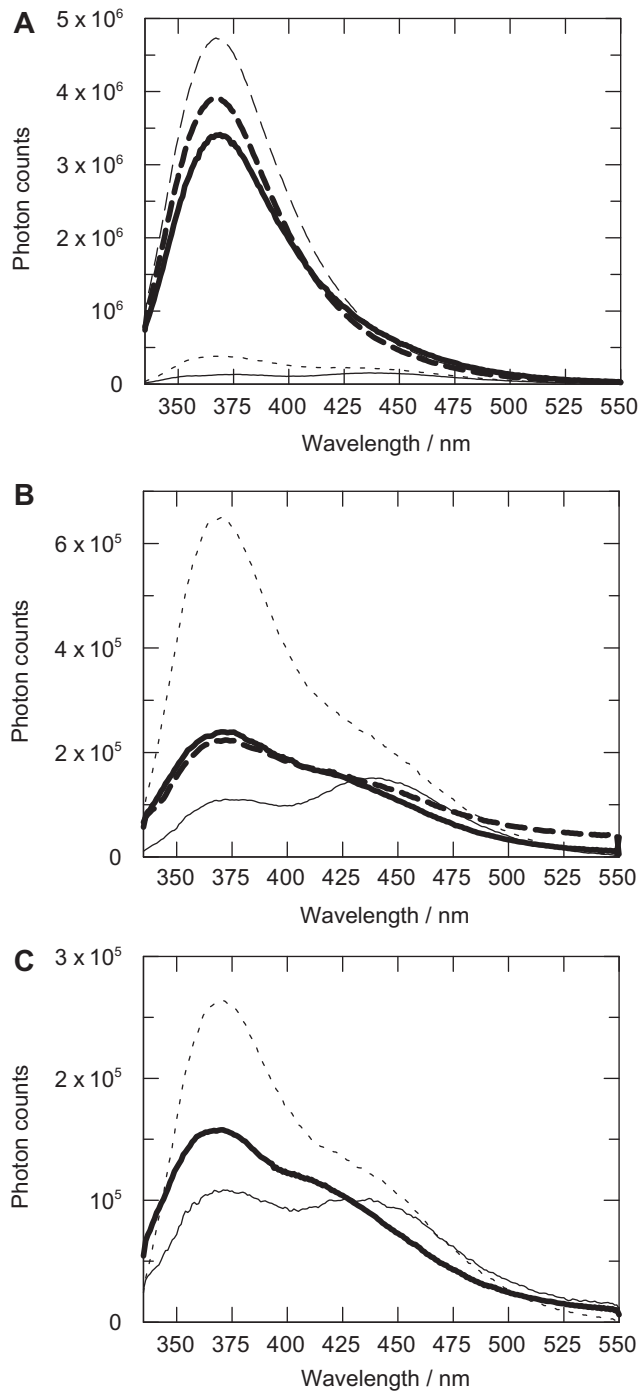 A
5 x 10⁶
4 x 10⁶
3 x 10⁶
2 x 10⁶
10⁶
0
Photon counts
350 375 400 425 450 475 500 525 550
Wavelength / nm
B
6 x 10⁵
4 x 10⁵
2 x 10⁵
0
Photon counts
350 375 400 425 450 475 500 525 550
Wavelength / nm
C
3 x 10⁵
2 x 10⁵
10⁵
0
Photon counts
350 375 400 425 450 475 500 525 550
Wavelength / nm